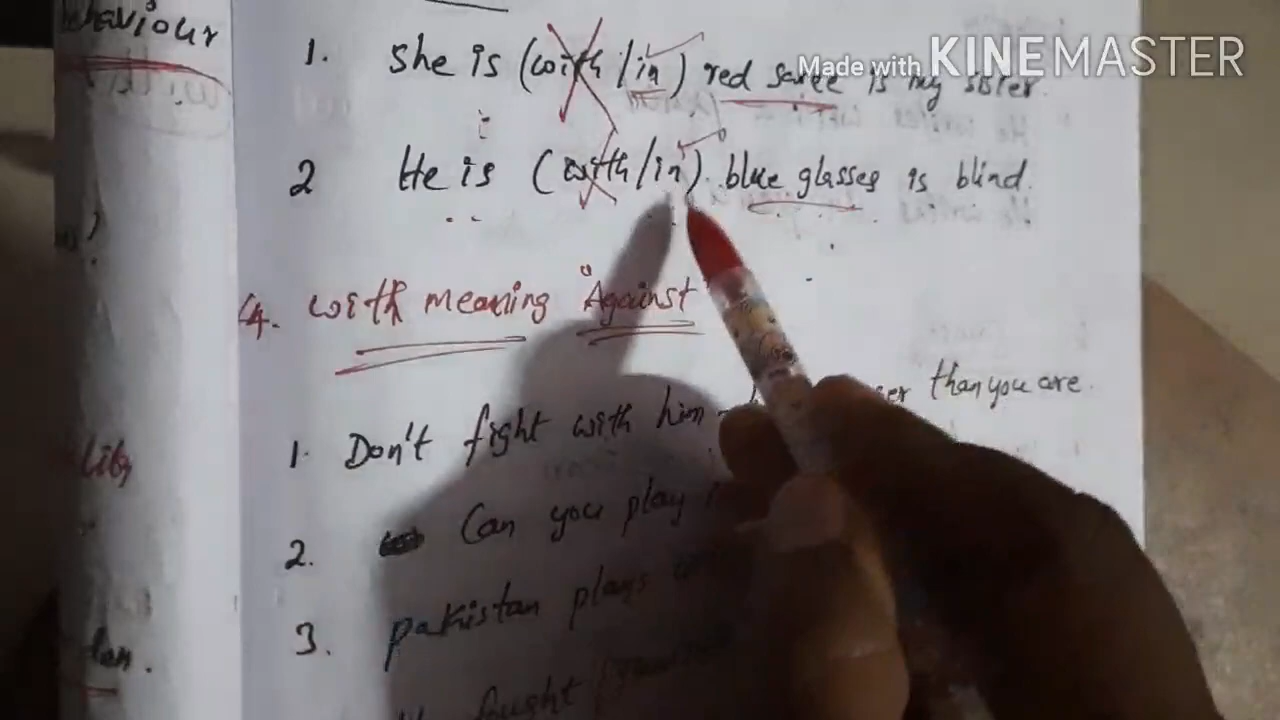 behaviour
1. She is (with/in) red saree is my sister.
Made with KINEMASTER
2 He is (with/in) blue glasses is blind.
4. with meaning "Against"
1. Don't fight with him than you are.
2. Can you play
3. pakistan plays
fought